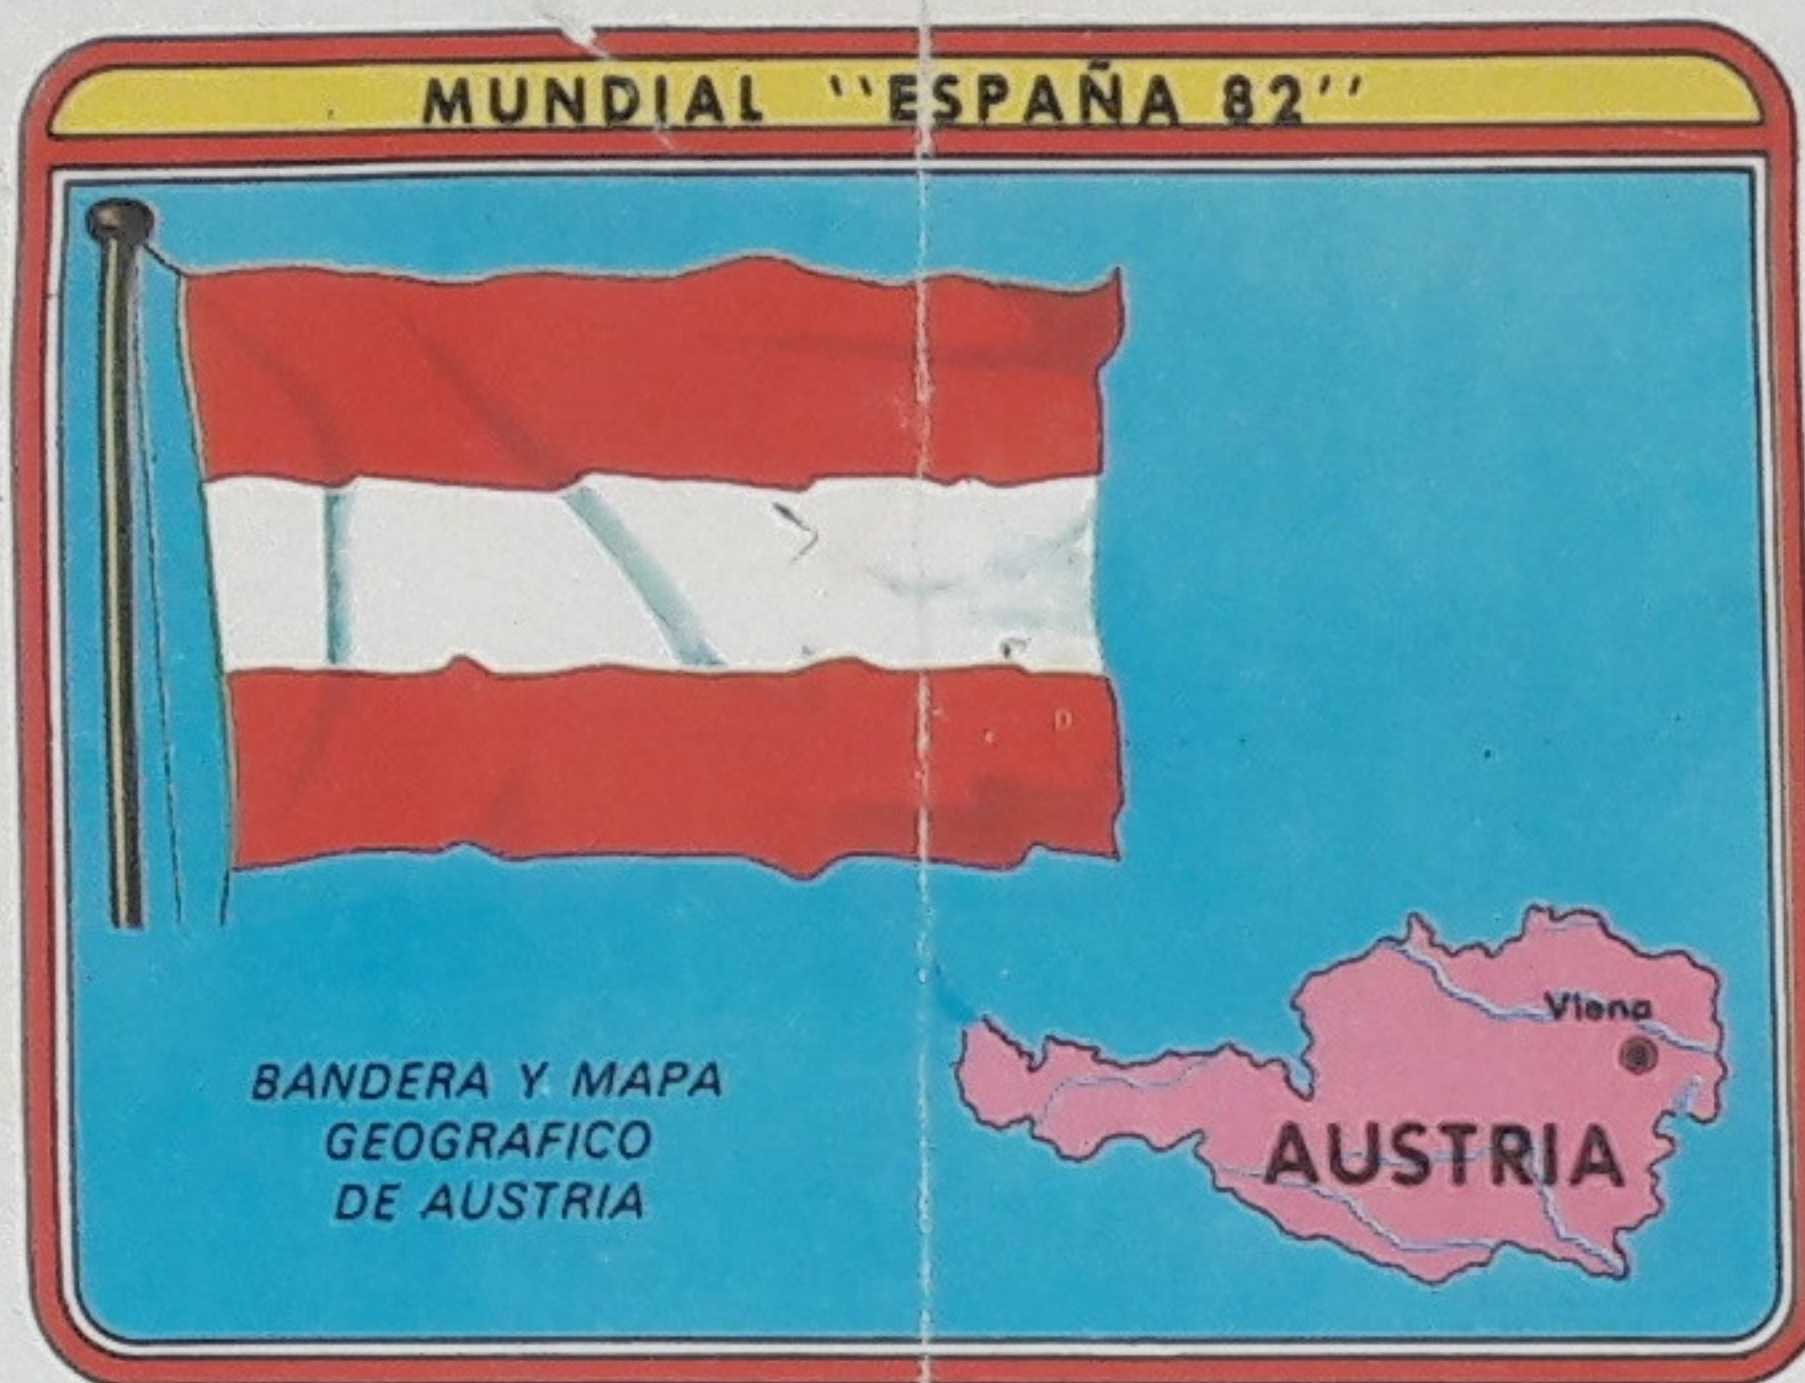 MUNDIAL "ESPAÑA 82"
BANDERA Y MAPA
GEOGRAFICO
DE AUSTRIA
Viena
AUSTRIA